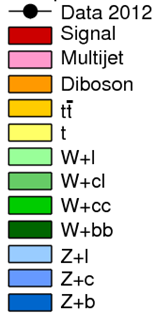 Data 2012
Signal
Multijet
Diboson
tt̄
t
W+l
W+cl
W+cc
W+bb
Z+l
Z+c
Z+b